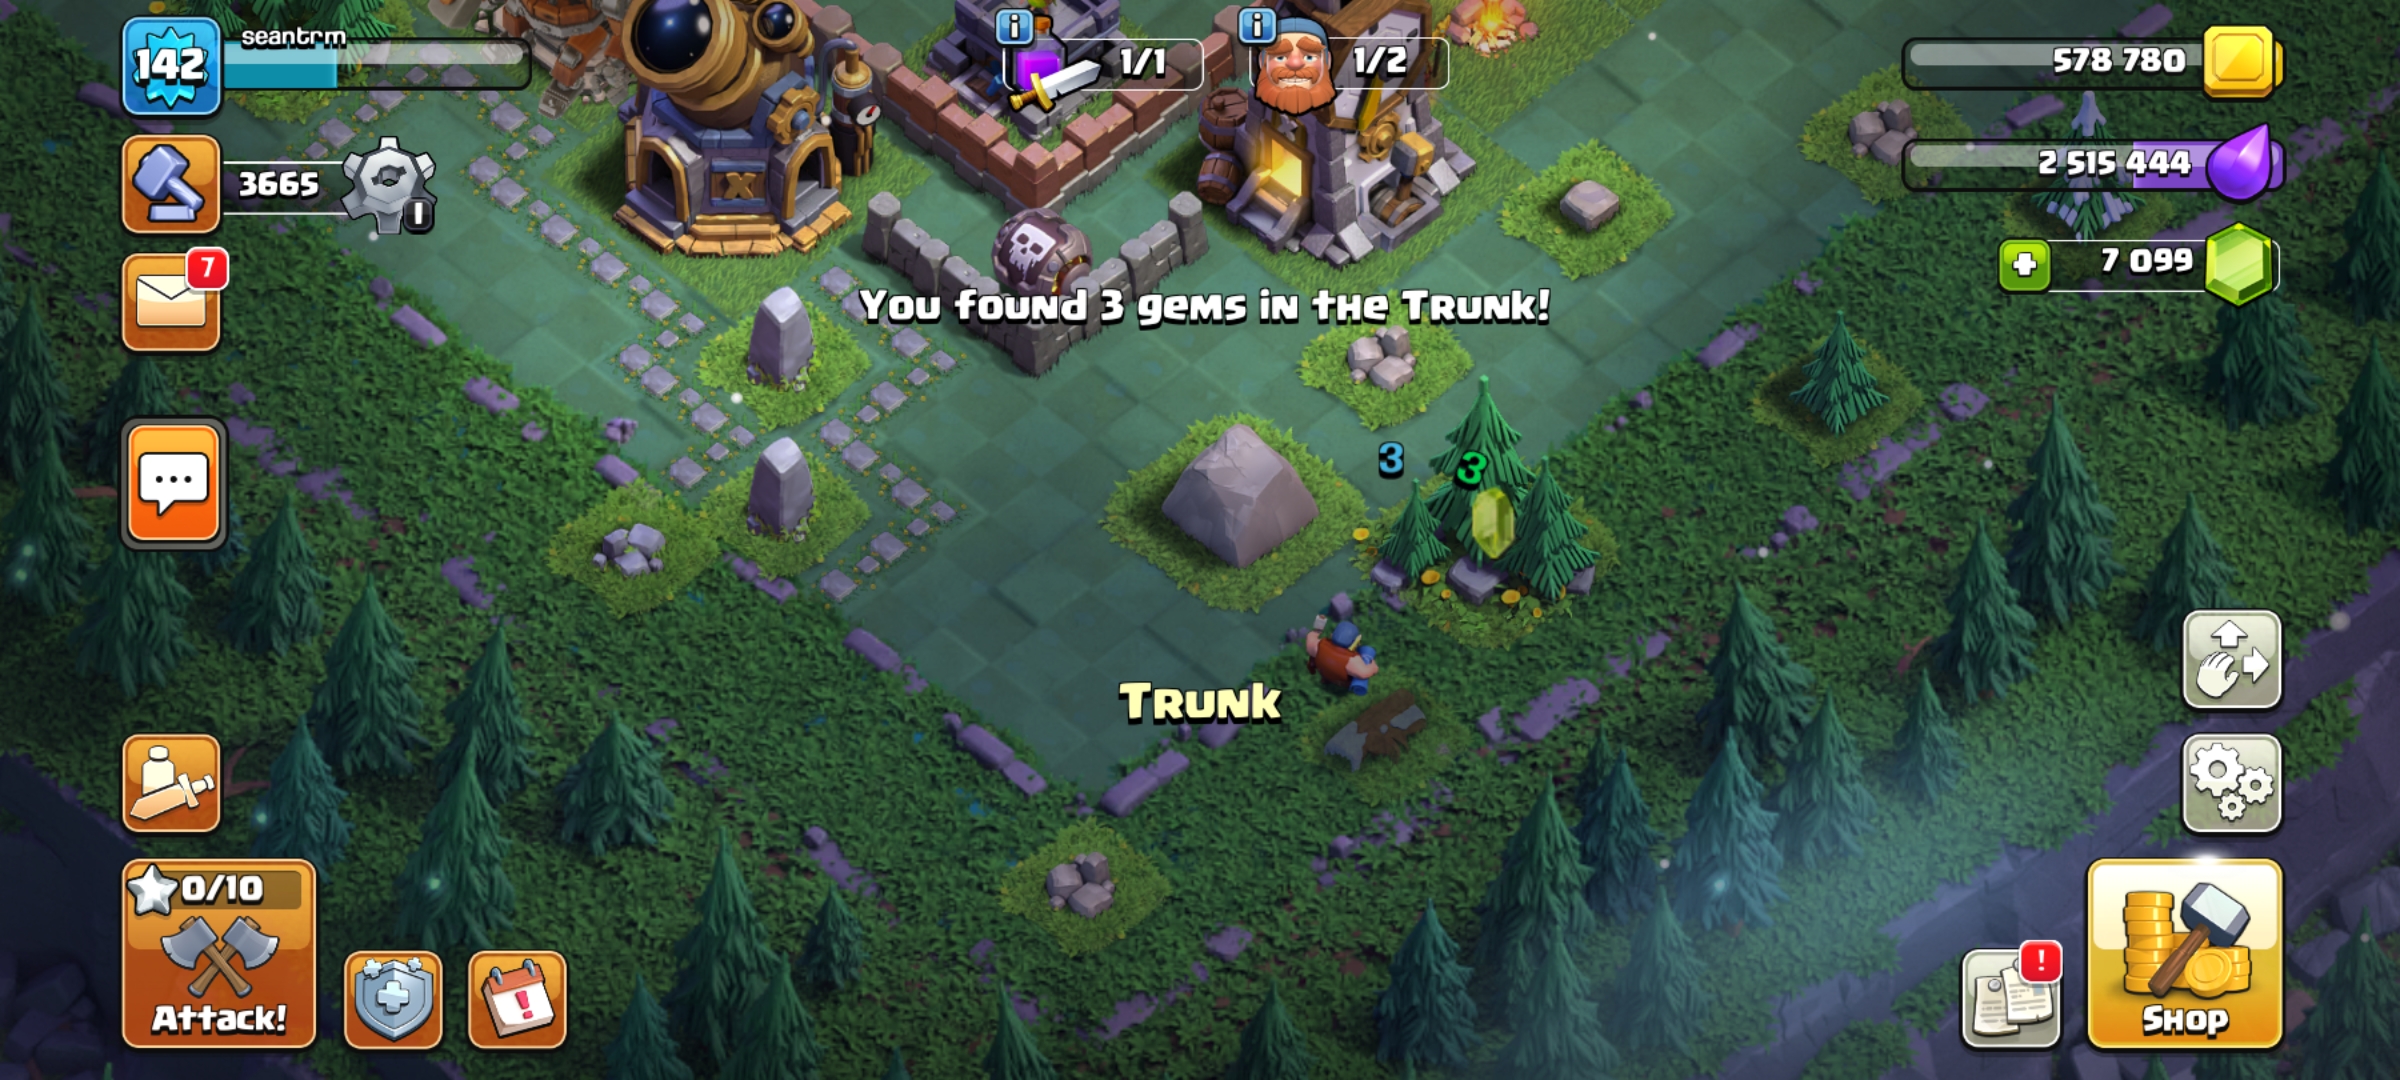 142
seantrm
1/1
1/2
578 780
3665
2 515 444
7
7 099
You found 3 gems in the Trunk!
3
3
Trunk
0/10
Attack!
!
!
Shop